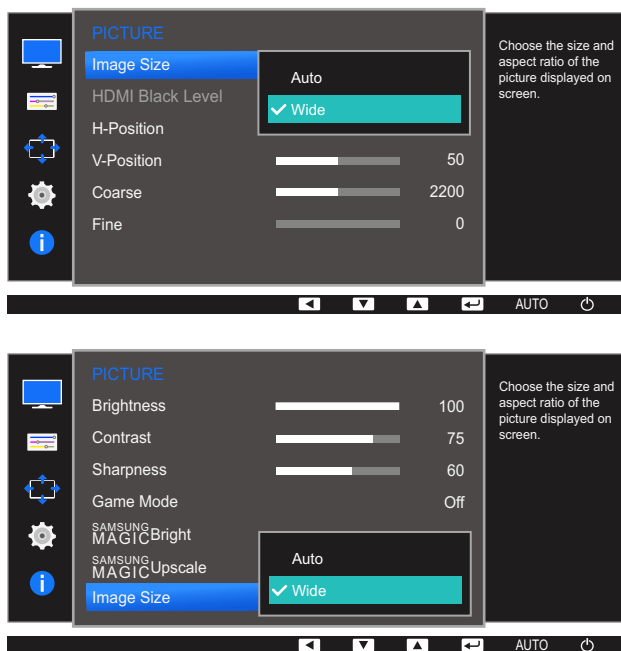 PICTURE
Image Size
Auto
Wide
HDMI Black Level
H-Position
V-Position 50
Coarse 2200
Fine 0
Choose the size and
aspect ratio of the
picture displayed on
screen.
AUTO
PICTURE
Brightness 100
Contrast 75
Sharpness 60
Game Mode Off
SAMSUNG
MAGICBright
SAMSUNG
MAGICUpscale
Image Size
Auto
Wide
Choose the size and
aspect ratio of the
picture displayed on
screen.
AUTO